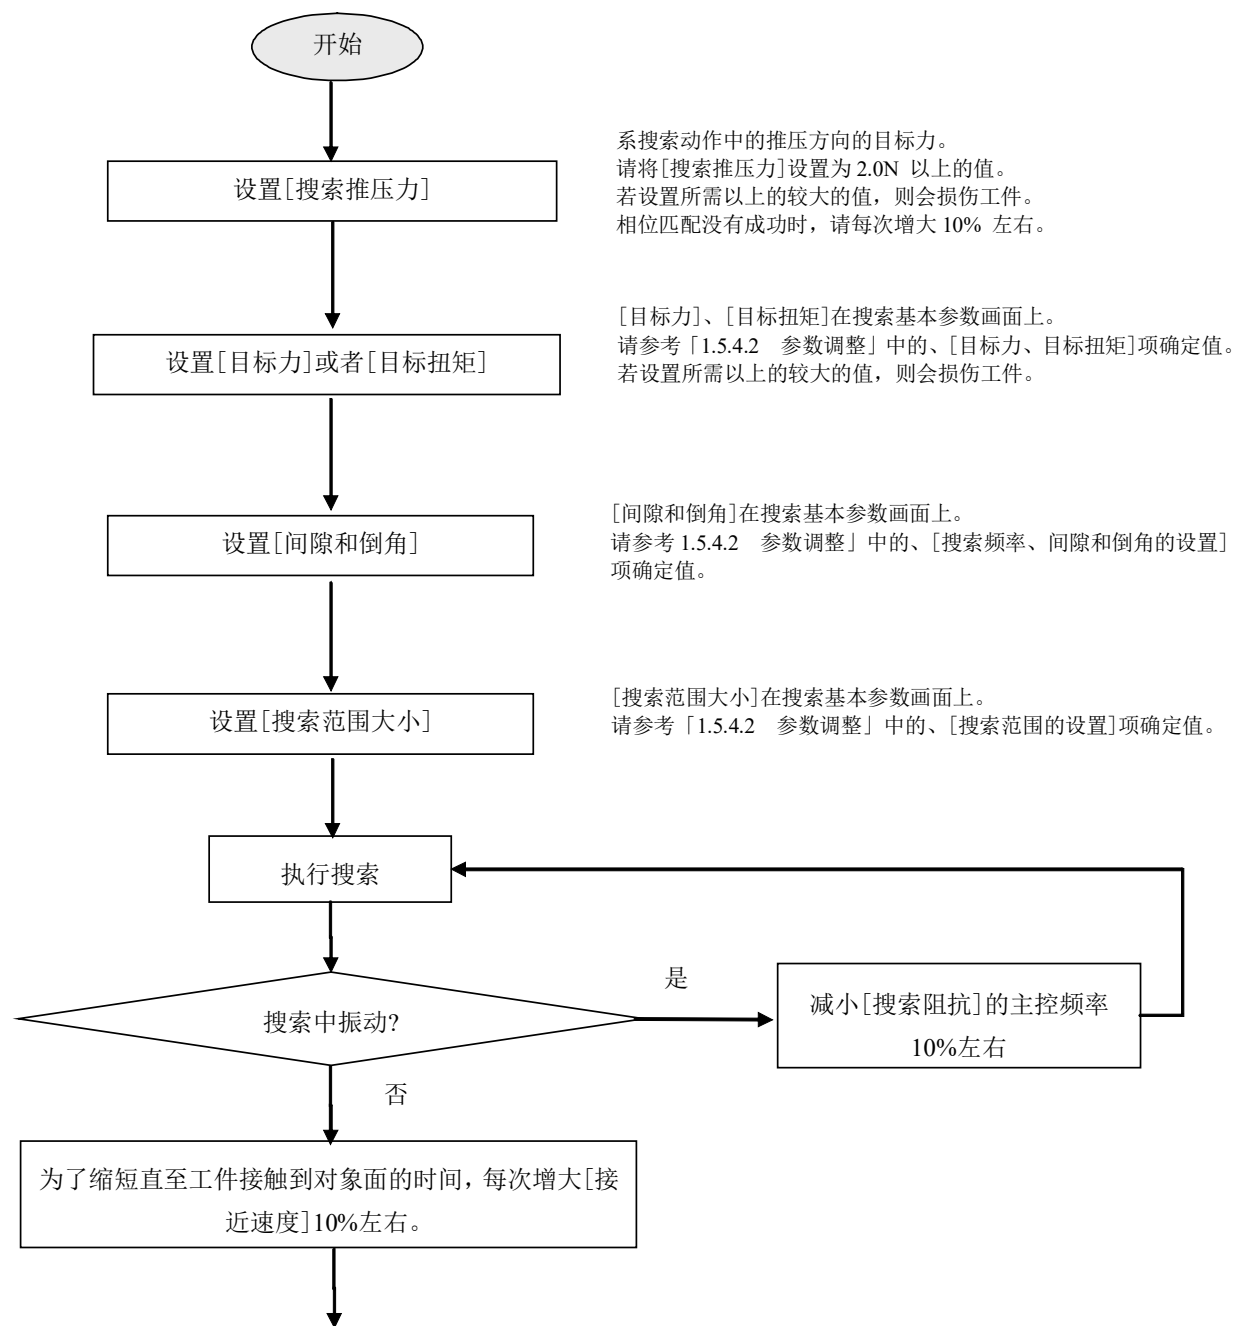 开始
设置[搜索推压力]
系搜索动作中的推压方向的目标力。
请将[搜索推压力]设置为 2.0N 以上的值。
若设置所需以上的较大的值，则会损伤工件。
相位匹配没有成功时，请每次增大 10% 左右。
设置[目标力]或者[目标扭矩]
[目标力]、[目标扭矩]在搜索基本参数画面上。
请参考「1.5.4.2 参数调整」中的、[目标力、目标扭矩]项确定值。
若设置所需以上的较大的值，则会损伤工件。
设置[间隙和倒角]
[间隙和倒角]在搜索基本参数画面上。
请参考 1.5.4.2 参数调整」中的、[搜索频率、间隙和倒角的设置]
项确定值。
设置[搜索范围大小]
[搜索范围大小]在搜索基本参数画面上。
请参考「1.5.4.2 参数调整」中的、[搜索范围的设置]项确定值。
执行搜索
搜索中振动?
是
减小[搜索阻抗]的主控频率
10%左右
否
为了缩短直至工件接触到对象面的时间，每次增大[接
近速度]10%左右。